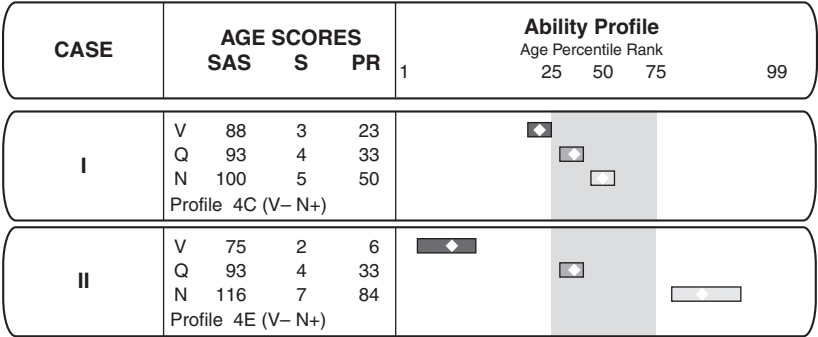 CASE
AGE SCORES
SAS S PR
Ability Profile
Age Percentile Rank
1 25 50 75 99
I
V 88 3 23
Q 93 4 33
N 100 5 50
Profile 4C (V– N+)
II
V 75 2 6
Q 93 4 33
N 116 7 84
Profile 4E (V– N+)